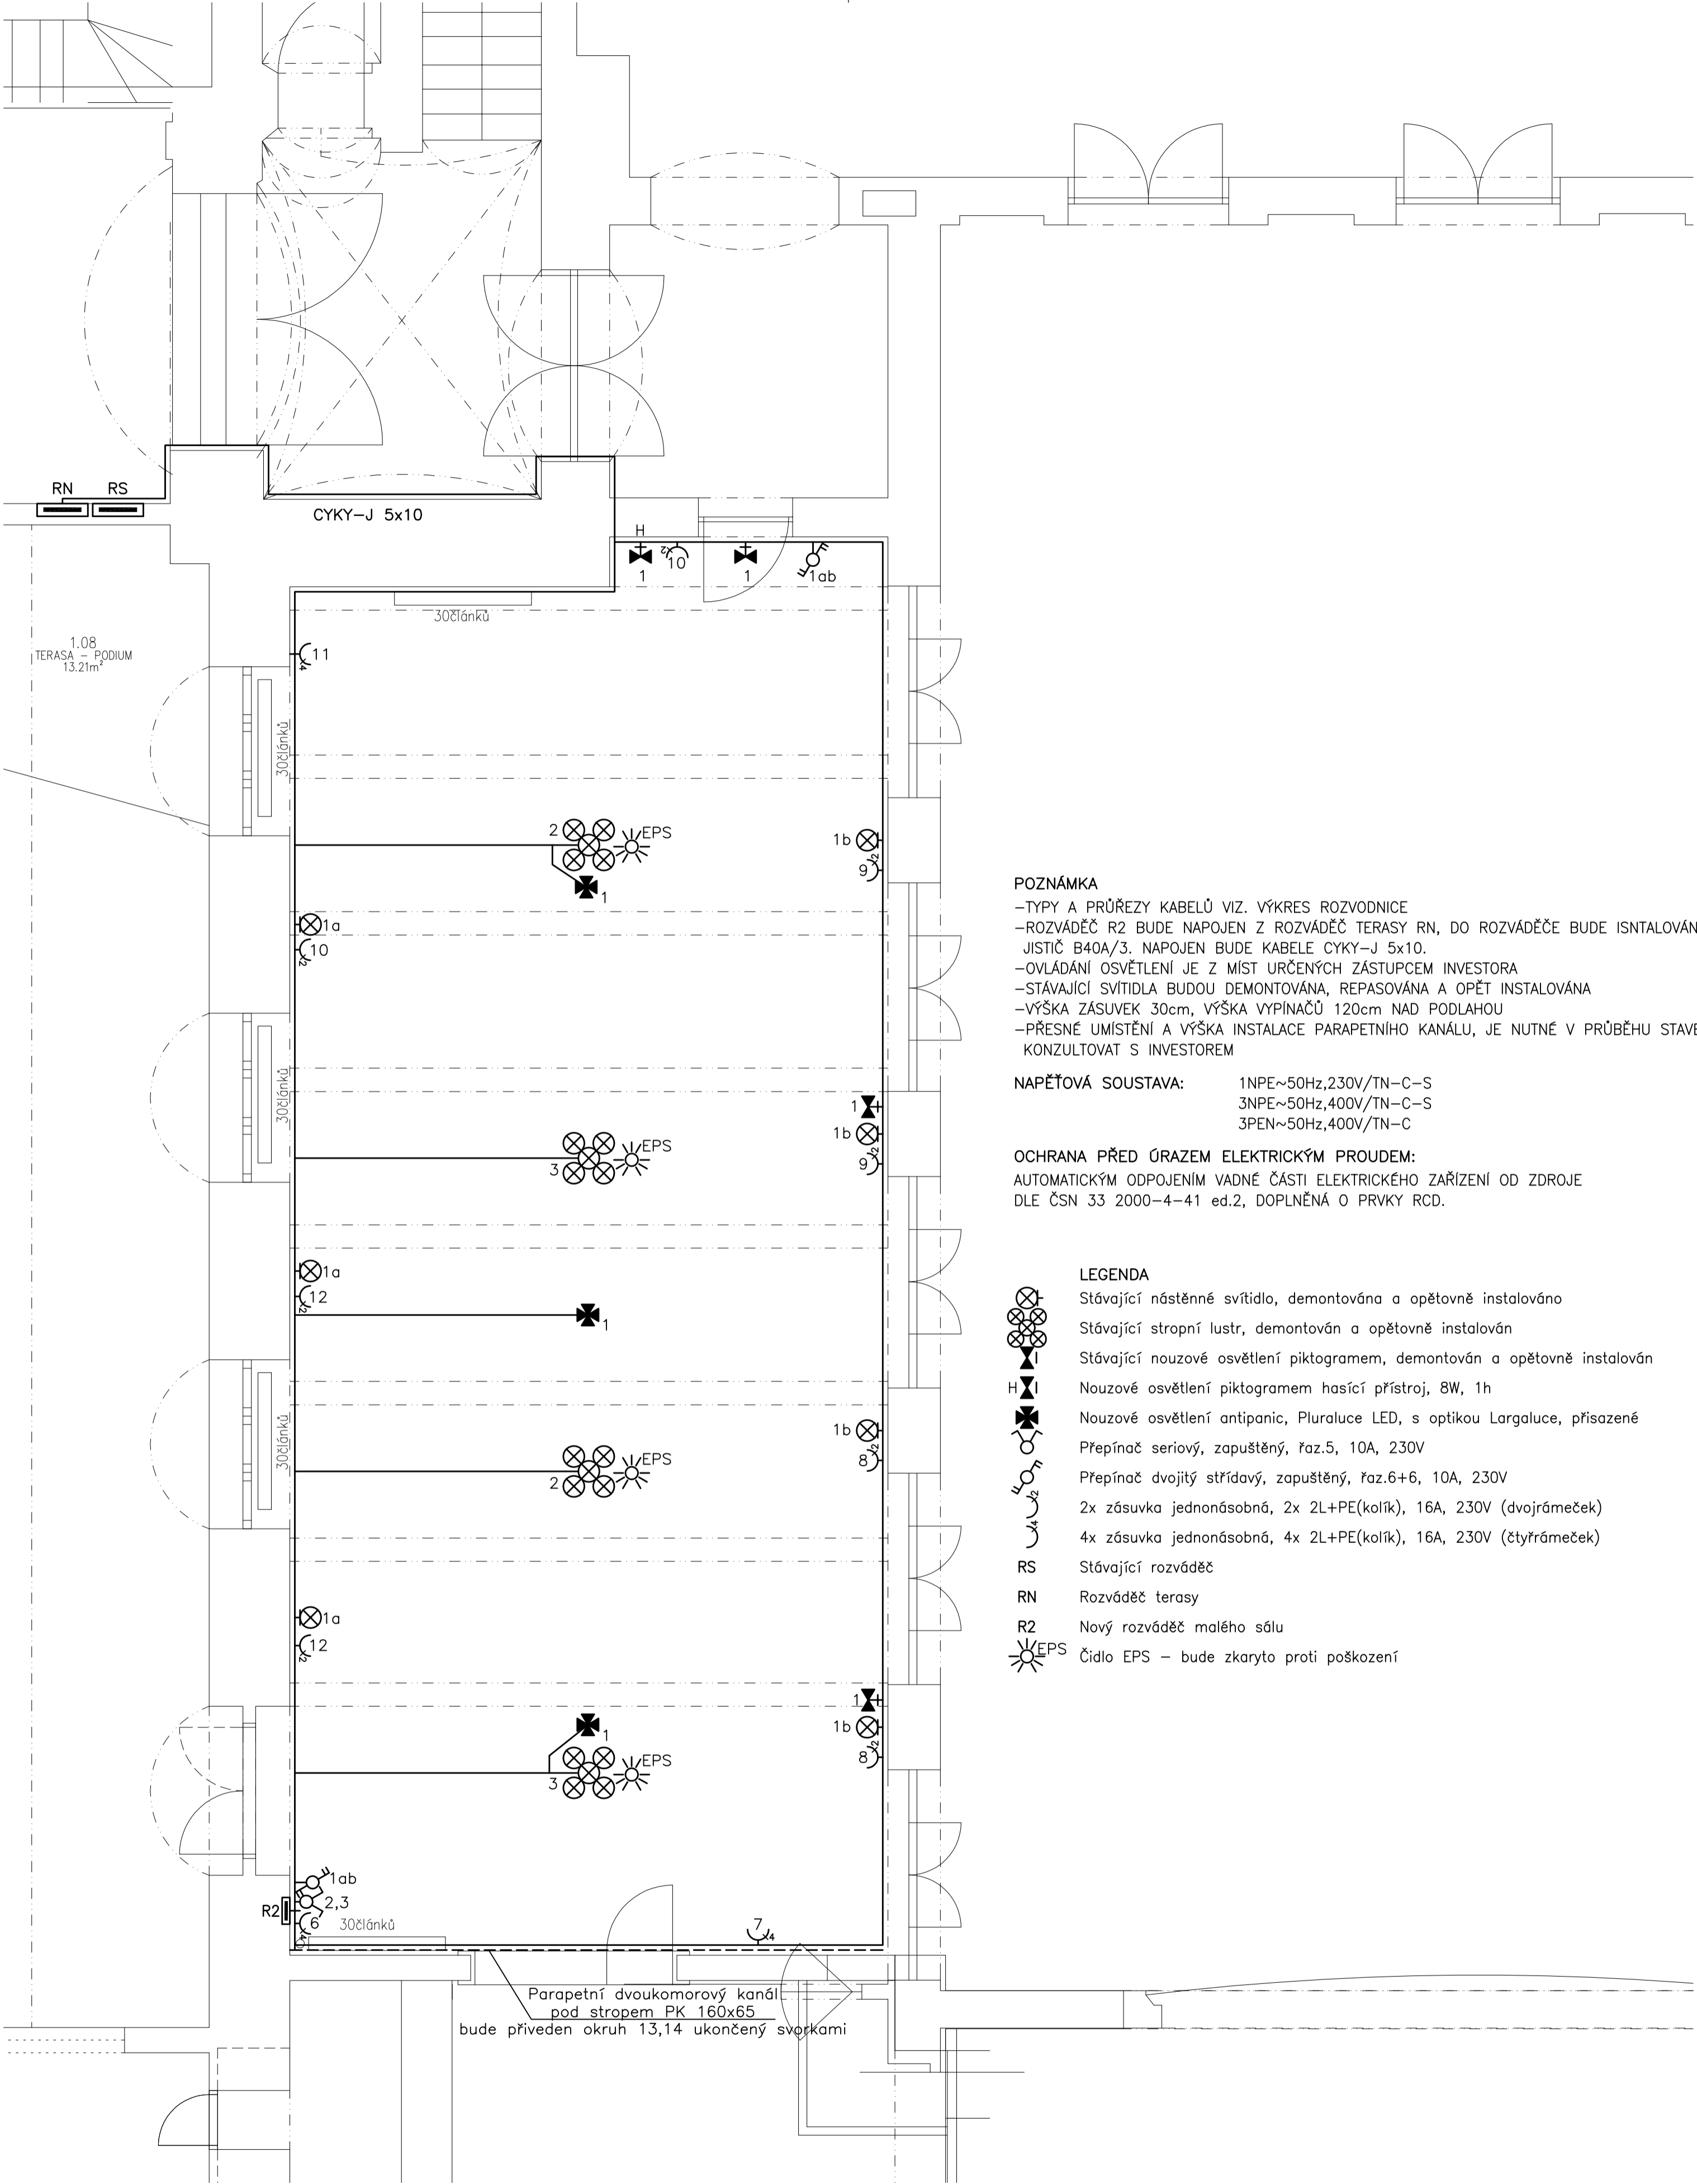 RN
RS
CYKY-J 5x10
H
1
x2
10
1
1ab
30článků
1.08
TERASA - PODIUM
13.21m²
x4
11
30článků
2
EPS
1
1b
x2
9
1a
10
x2
30článků
3
EPS
1
1b
x2
9
1a
12
x2
1
30článků
2
EPS
1b
x2
8
1a
12
x2
1
3
EPS
1
1b
x2
8
1ab
2,3
R2
6
x4
30článků
7
x4
Parapetní dvoukomorový kanál
pod stropem PK 160x65
bude přiveden okruh 13,14 ukončený svorkami
POZNÁMKA
-TYPY A PRŮŘEZY KABELŮ VIZ. VÝKRES ROZVODNICE
-ROZVÁDĚČ R2 BUDE NAPOJEN Z ROZVÁDĚČ TERASY RN, DO ROZVÁDĚČE BUDE ISNTALOVÁN
JISTIČ B40A/3. NAPOJEN BUDE KABELE CYKY-J 5x10.
-OVLÁDÁNÍ OSVĚTLENÍ JE Z MÍST URČENÝCH ZÁSTUPCEM INVESTORA
-STÁVAJÍCÍ SVÍTIDLA BUDOU DEMONTOVÁNA, REPASOVÁNA A OPĚT INSTALOVÁNA
-VÝŠKA ZÁSUVEK 30cm, VÝŠKA VYPÍNAČŮ 120cm NAD PODLAHOU
-PŘESNÉ UMÍSTĚNÍ A VÝŠKA INSTALACE PARAPETNÍHO KANÁLU, JE NUTNÉ V PRŮBĚHU
KONZULTOVAT S INVESTOREM
NAPĚŤOVÁ SOUSTAVA: 1NPE~50Hz,230V/TN-C-S
3NPE~50Hz,400V/TN-C-S
3PEN~50Hz,400V/TN-C
OCHRANA PŘED ÚRAZEM ELEKTRICKÝM PROUDEM:
AUTOMATICKÝM ODPOJENÍM VADNÉ ČÁSTI ELEKTRICKÉHO ZAŘÍZENÍ OD ZDROJE
DLE ČSN 33 2000-4-41 ed.2, DOPLNĚNÁ O PRVKY RCD.
LEGENDA
Stávající nástěnné svítidlo, demontována a opětovně instalováno
Stávající stropní lustr, demontován a opětovně instalován
Stávající nouzové osvětlení piktogramem, demontován a opětovně instalován
H Nouzové osvětlení piktogramem hasící přístroj, 8W, 1h
Nouzové osvětlení antipanic, Pluraluce LED, s optikou Largaluce, přisazené
Přepínač seriový, zapuštěný, řaz.5, 10A, 230V
Přepínač dvojitý střídavý, zapuštěný, řaz.6+6, 10A, 230V
x2 2x zásuvka jednonásobná, 2x 2L+PE(kolík), 16A, 230V (dvojrámeček)
x4 4x zásuvka jednonásobná, 4x 2L+PE(kolík), 16A, 230V (čtyřrámeček)
RS Stávající rozváděč
RN Rozváděč terasy
R2 Nový rozváděč malého sálu
EPS Čidlo EPS - bude zkaryto proti poškození